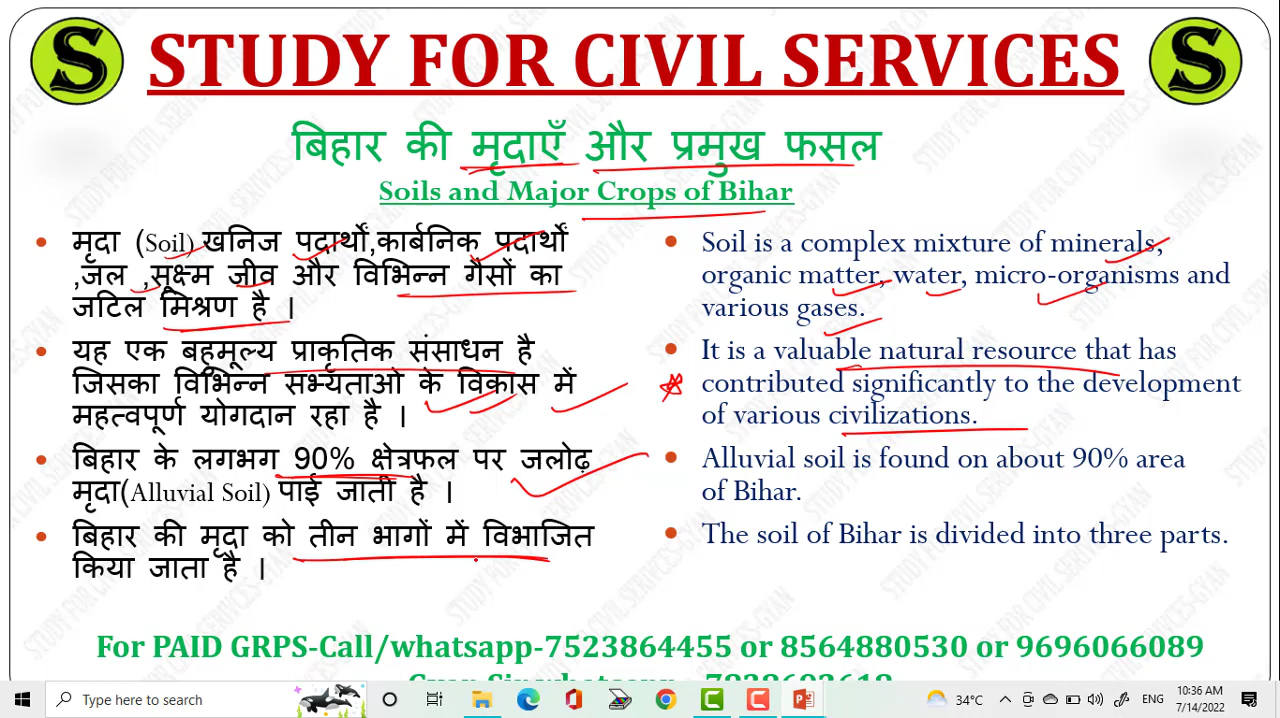 S STUDY FOR CIVIL SERVICES S
बिहार की मृदाएँ और प्रमुख फसल
Soils and Major Crops of Bihar
• मृदा (Soil) खनिज पदार्थों,कार्बनिक पदार्थों
,जल ,सूक्ष्म जीव और विभिन्न गैसों का
जटिल मिश्रण है ।
• यह एक बहुमूल्य प्राकृतिक संसाधन है
जिसका विभिन्न सभ्यताओ के विकास में
महत्वपूर्ण योगदान रहा है ।
• बिहार के लगभग 90% क्षेत्रफल पर जलोढ़
मृदा(Alluvial Soil) पाई जाती है ।
• बिहार की मृदा को तीन भागों में विभाजित
किया जाता है ।
• Soil is a complex mixture of minerals,
organic matter, water, micro-organisms and
various gases.
• It is a valuable natural resource that has
contributed significantly to the development
of various civilizations.
• Alluvial soil is found on about 90% area
of Bihar.
• The soil of Bihar is divided into three parts.
For PAID GRPS-Call/whatsapp-7523864455 or 8564880530 or 9696066089
Type here to search
34°C
ENG
10:36 AM
7/14/2022